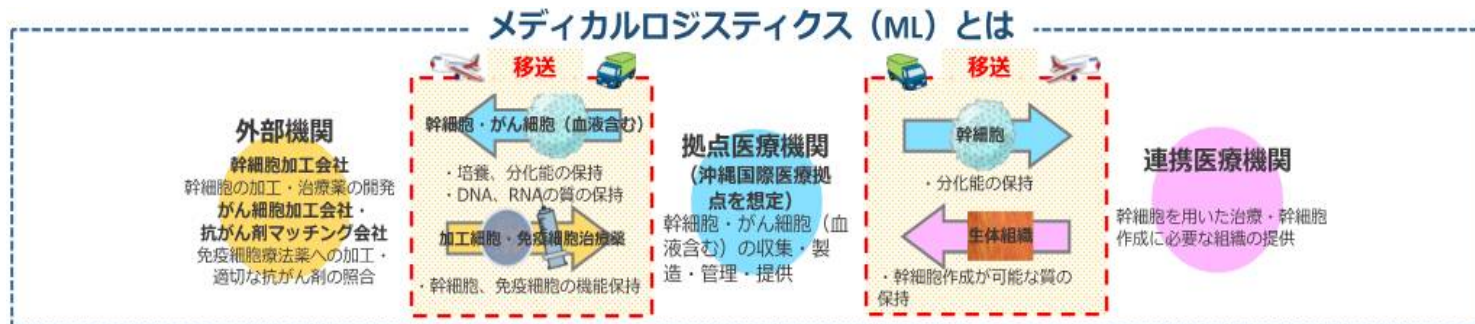 メディカルロジスティクス（ML）とは
外部機関
幹細胞加工会社
幹細胞の加工・治療薬の開発
がん細胞加工会社・
抗がん剤マッチング会社
免疫細胞療法薬への加工・
適切な抗がん剤の照合
移送
幹細胞・がん細胞（血液含む）
・培養、分化能の保持
・DNA、RNAの質の保持
加工細胞・免疫細胞治療薬
・幹細胞、免疫細胞の機能保持
拠点医療機関
（沖縄国際医療拠
点を想定）
幹細胞・がん細胞（血
液含む）の収集・製
造・管理・提供
移送
幹細胞
・分化能の保持
生体組織
・幹細胞作成が可能な質の
保持
連携医療機関
幹細胞を用いた治療・幹細胞
作成に必要な組織の提供